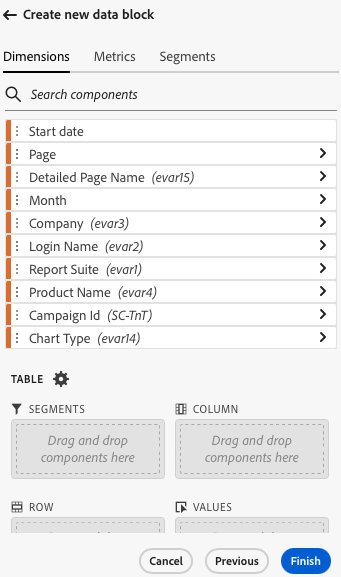 Create new data block
Dimensions Metrics Segments
Search components
Start date
Page
Detailed Page Name (evar15)
Month
Company (evar3)
Login Name (evar2)
Report Suite (evar1)
Product Name (evar4)
Campaign Id (SC-TnT)
Chart Type (evar14)
TABLE
SEGMENTS COLUMN
Drag and drop Drag and drop
components here components here
ROW VALUES
Cancel Previous Finish